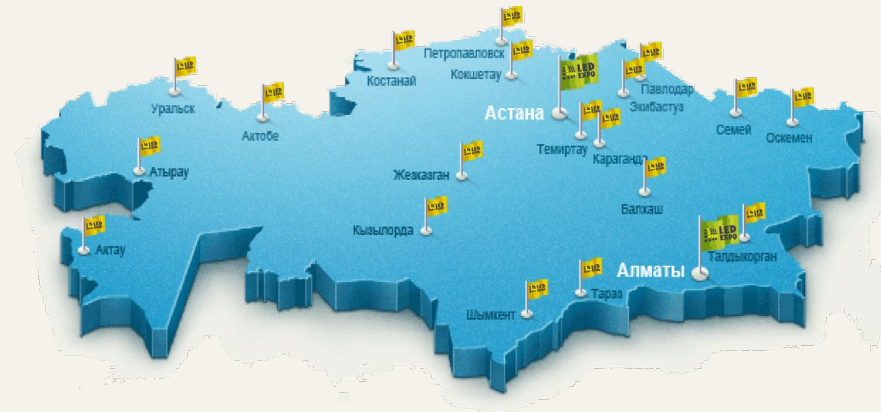 Петропавловск
Костанай
Кокшетау
LED
EXPO
Павлодар
Экибастуз
Уральск
Актобе
Астана
Семей
Оскемен
Темиртау
Караганда
Атырау
Жезказган
Балхаш
Кызылорда
LED
EXPO
Актау
Талдыкорган
Алматы
Тараз
Шымкент